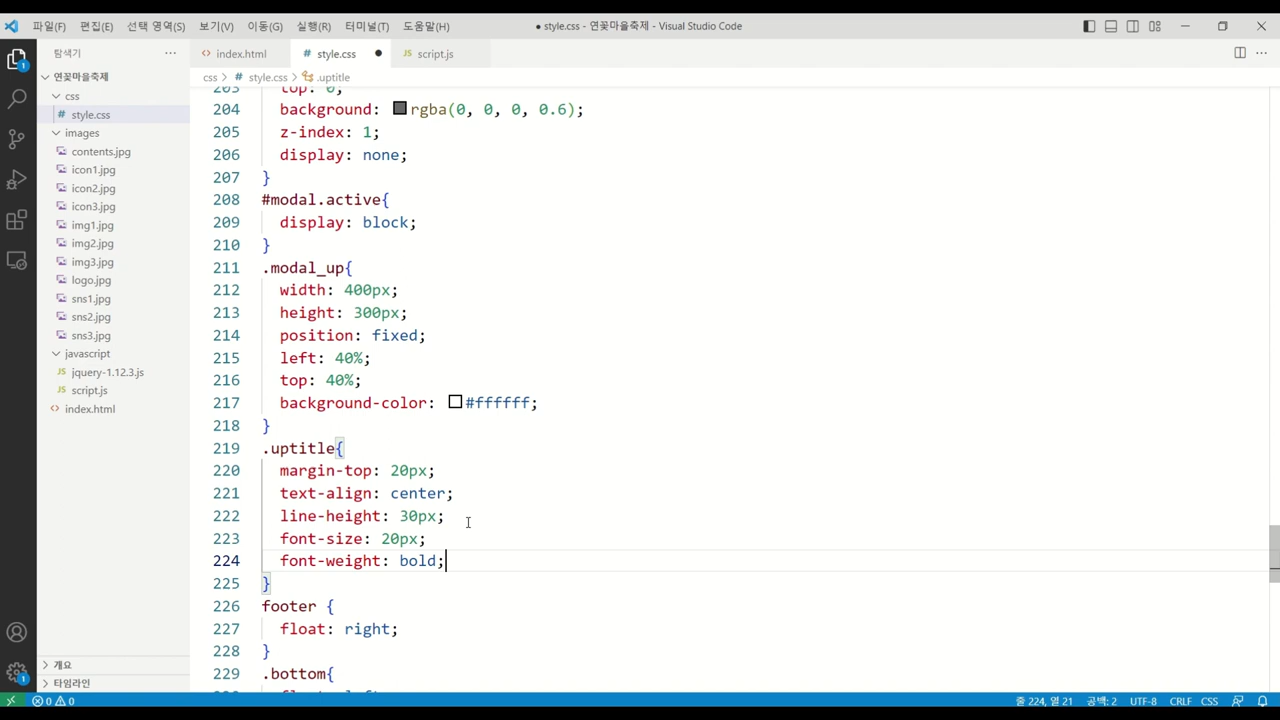 파일(F) 편집(E) 선택 영역(S) 보기(V) 이동(G) 실행(R) 터미널(T) 도움말(H) ● style.css - 연꽃마을축제 - Visual Studio Code
탐색기 ···
<> index.html # style.css ● JS script.js
css > # style.css > .uptitle
연꽃마을축제
css
# style.css
images
contents.jpg
icon1.jpg
icon2.jpg
icon3.jpg
img1.jpg
img2.jpg
img3.jpg
logo.jpg
sns1.jpg
sns2.jpg
sns3.jpg
javascript
JS jquery-1.12.3.js
JS script.js
<> index.html
개요
타임라인
1
1
203 top: 0;
204 background: rgba(0, 0, 0, 0.6);
205 z-index: 1;
206 display: none;
207 }
208 #modal.active{
209 display: block;
210 }
211 .modal_up{
212 width: 400px;
213 height: 300px;
214 position: fixed;
215 left: 40%;
216 top: 40%;
217 background-color: #ffffff;
218 }
219 .uptitle{
220 margin-top: 20px;
221 text-align: center;
222 line-height: 30px;
223 font-size: 20px;
224 font-weight: bold;
225 }
226 footer {
227 float: right;
228 }
229 .bottom{
0 0 줄 224, 열 21 공백: 2 UTF-8 CRLF CSS